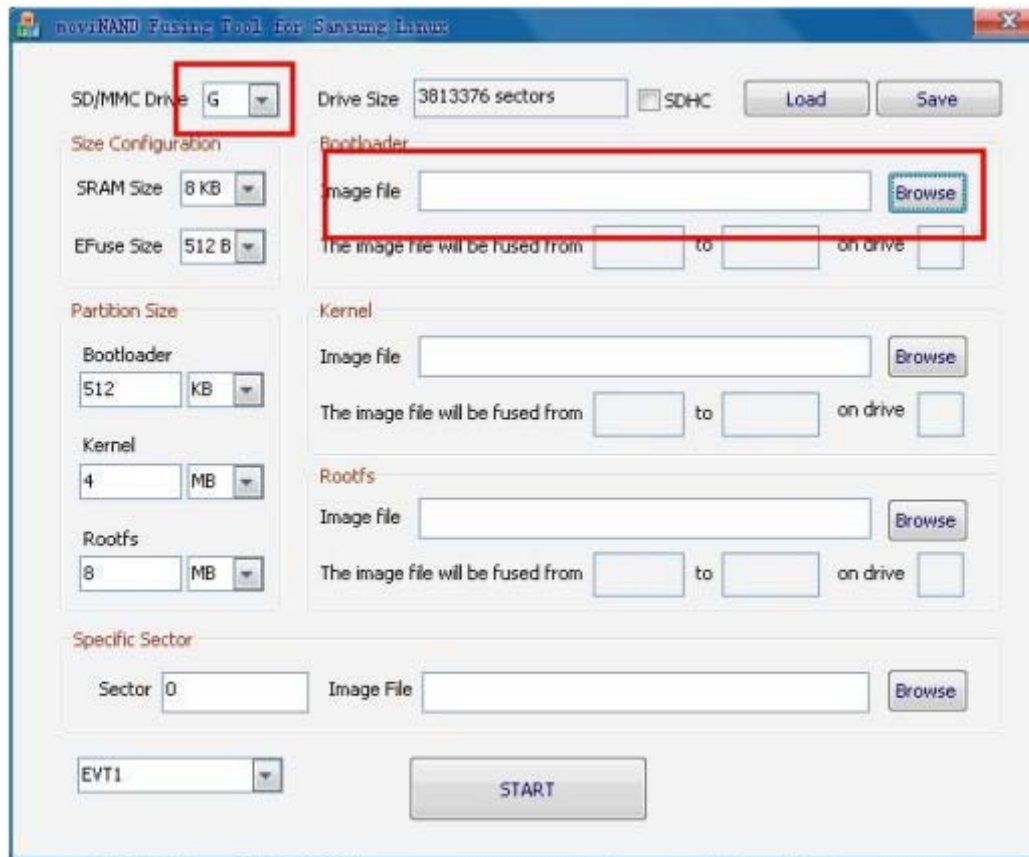 moviNAND Fusing Tool for Samsung Linux
SD/MMC Drive G Drive Size 3813376 sectors SDHC Load Save
Size Configuration
SRAM Size 8 KB
EFuse Size 512 B
Bootloader
Image file Browse
The image file will be fused from to on drive
Partition Size
Bootloader
512 KB
Kernel
4 MB
Rootfs
8 MB
Kernel
Image file Browse
The image file will be fused from to on drive
Rootfs
Image file Browse
The image file will be fused from to on drive
Specific Sector
Sector 0 Image File Browse
EVT1 START